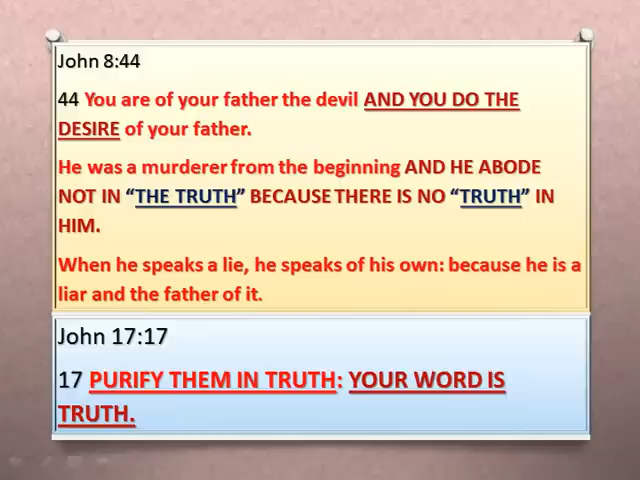 John 8:44
44 You are of your father the devil AND YOU DO THE
DESIRE of your father.
He was a murderer from the beginning AND HE ABODE
NOT IN “THE TRUTH” BECAUSE THERE IS NO “TRUTH” IN
HIM.
When he speaks a lie, he speaks of his own: because he is a
liar and the father of it.
John 17:17
17 PURIFY THEM IN TRUTH: YOUR WORD IS
TRUTH.